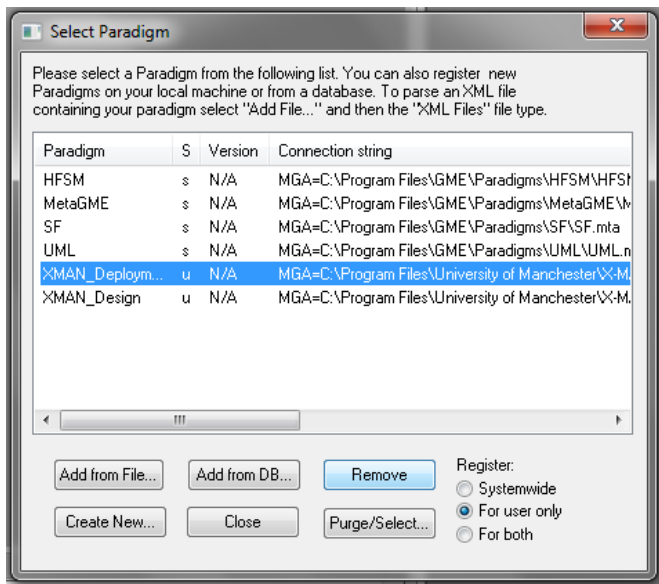 Select Paradigm
Please select a Paradigm from the following list. You can also register new
Paradigms on your local machine or from a database. To parse an XML file
containing your paradigm select "Add File..." and then the "XML Files" file type.
Paradigm S Version Connection string
HFSM s N/A MGA=C:\Program Files\GME\Paradigms\HFSM\HFSM
MetaGME s N/A MGA=C:\Program Files\GME\Paradigms\MetaGME\M
SF s N/A MGA=C:\Program Files\GME\Paradigms\SF\SF.mta
UML s N/A MGA=C:\Program Files\GME\Paradigms\UML\UML.m
XMAN_Deploym... u N/A MGA=C:\Program Files\University of Manchester\X-MA
XMAN_Design u N/A MGA=C:\Program Files\University of Manchester\X-MA
Add from File... Add from DB... Remove
Create New... Close Purge/Select...
Register:
Systemwide
For user only
For both